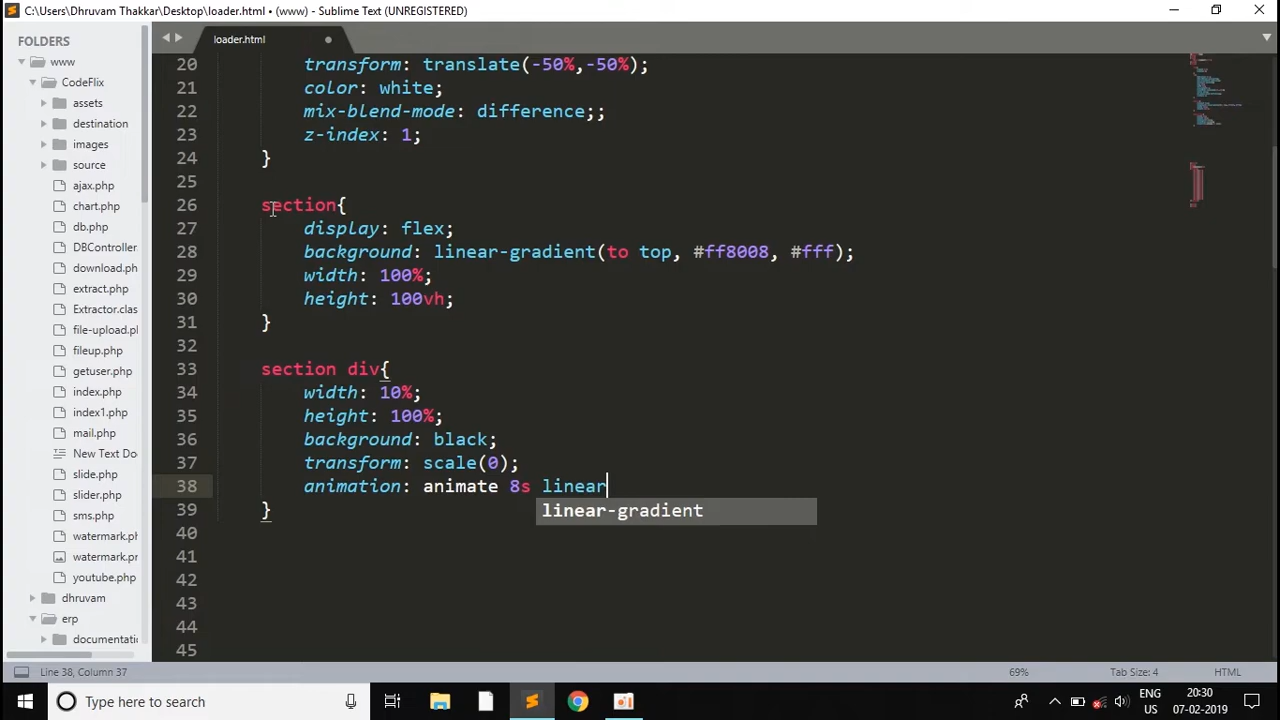 C:\Users\Dhruvam Thakkar\Desktop\loader.html • (www) - Sublime Text (UNREGISTERED)
FOLDERS
www
CodeFlix
assets
destination
images
source
ajax.php
chart.php
db.php
DBController
download.ph
extract.php
Extractor.clas
file-upload.pl
fileup.php
getuser.php
index.php
index1.php
mail.php
New Text Do
slide.php
slider.php
sms.php
watermark.ph
watermark.pr
youtube.php
dhruvam
erp
documentatio
loader.html
20 transform: translate(-50%,-50%);
21 color: white;
22 mix-blend-mode: difference;;
23 z-index: 1;
24 }
25
26 section{
27 display: flex;
28 background: linear-gradient(to top, #ff8008, #fff);
29 width: 100%;
30 height: 100vh;
31 }
32
33 section div{
34 width: 10%;
35 height: 100%;
36 background: black;
37 transform: scale(0);
38 animation: animate 8s linear
linear-gradient
39 }
40
41
42
43
44
45
Line 38, Column 37
69%
Tab Size: 4
HTML
Type here to search
ENG
US
20:30
07-02-2019